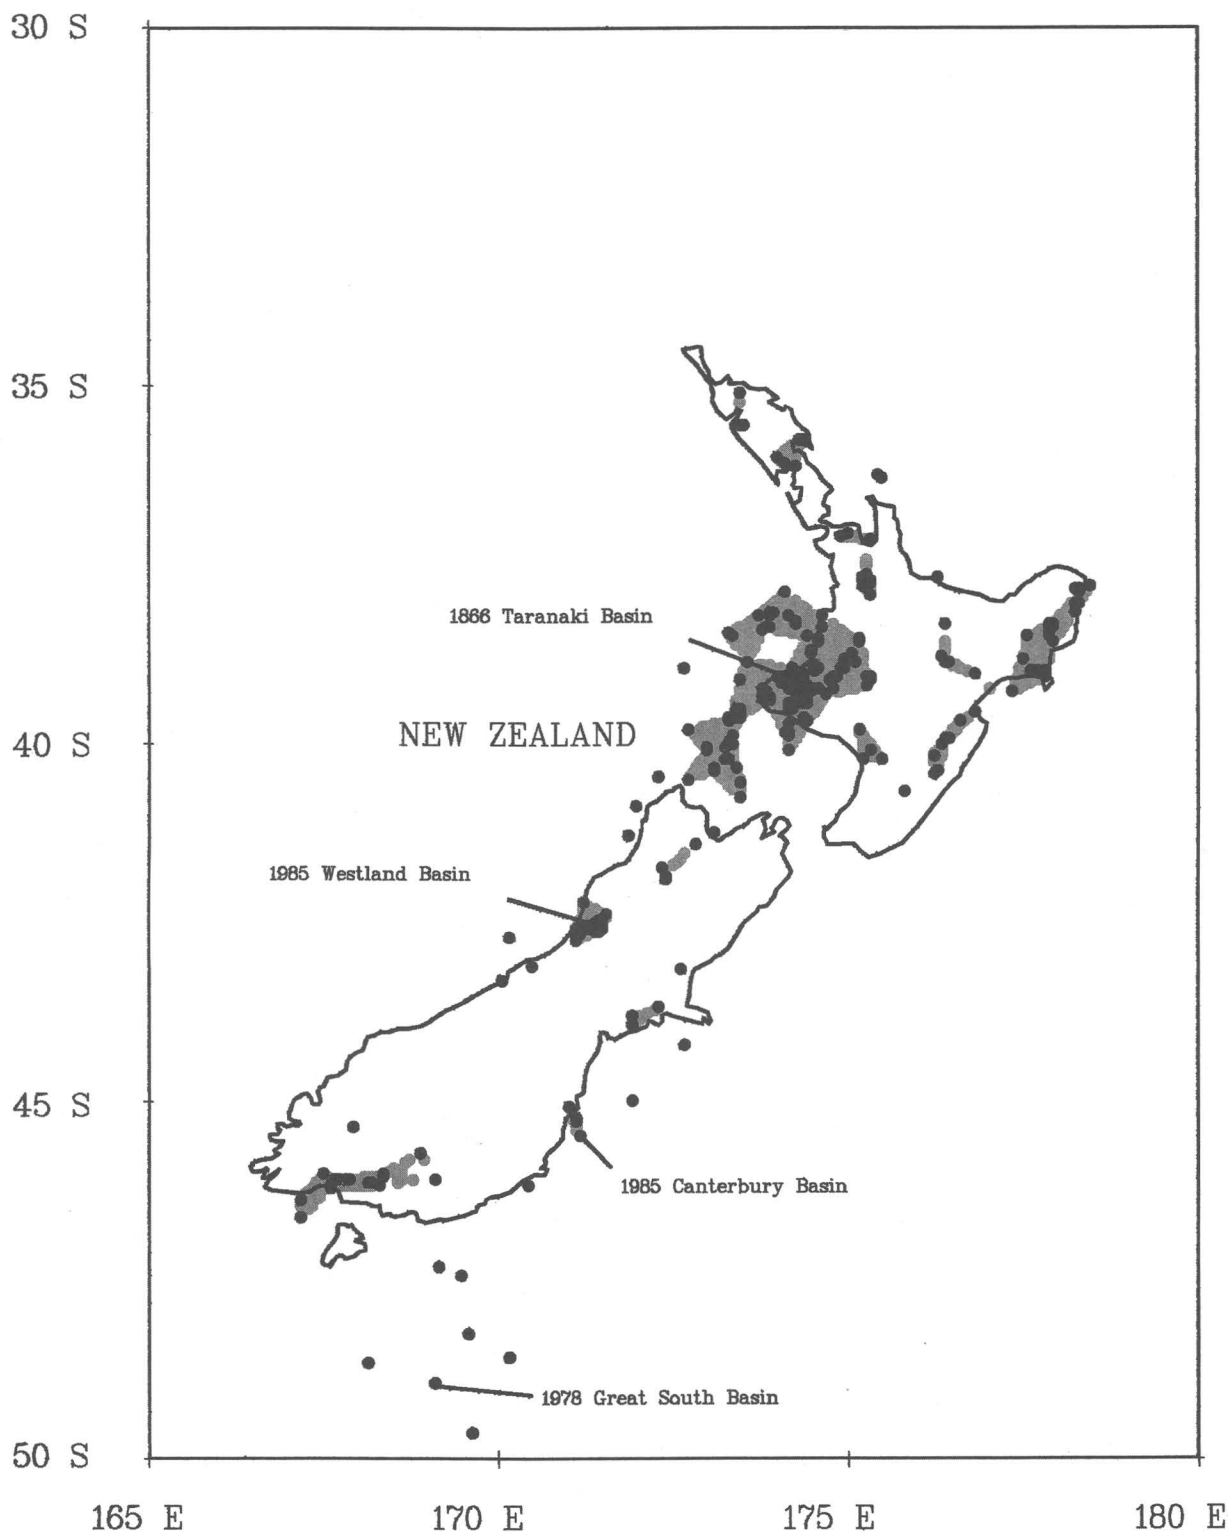 30 S
35 S
1866 Taranaki Basin
NEW ZEALAND
40 S
1985 Westland Basin
45 S
1985 Canterbury Basin
1978 Great South Basin
50 S
165 E 170 E 175 E 180 E